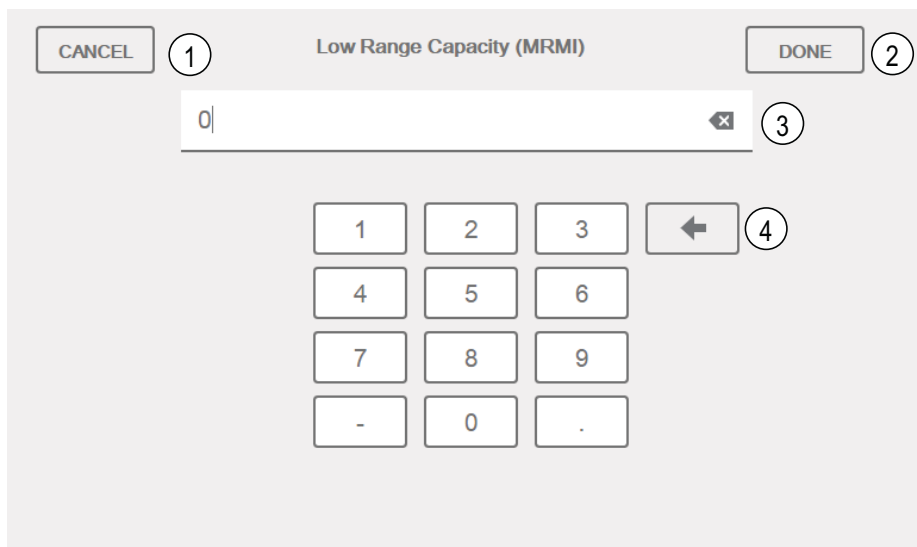 CANCEL 1 Low Range Capacity (MRMI) DONE 2
0 3
1 2 3 4
4 5 6
7 8 9
- 0 .